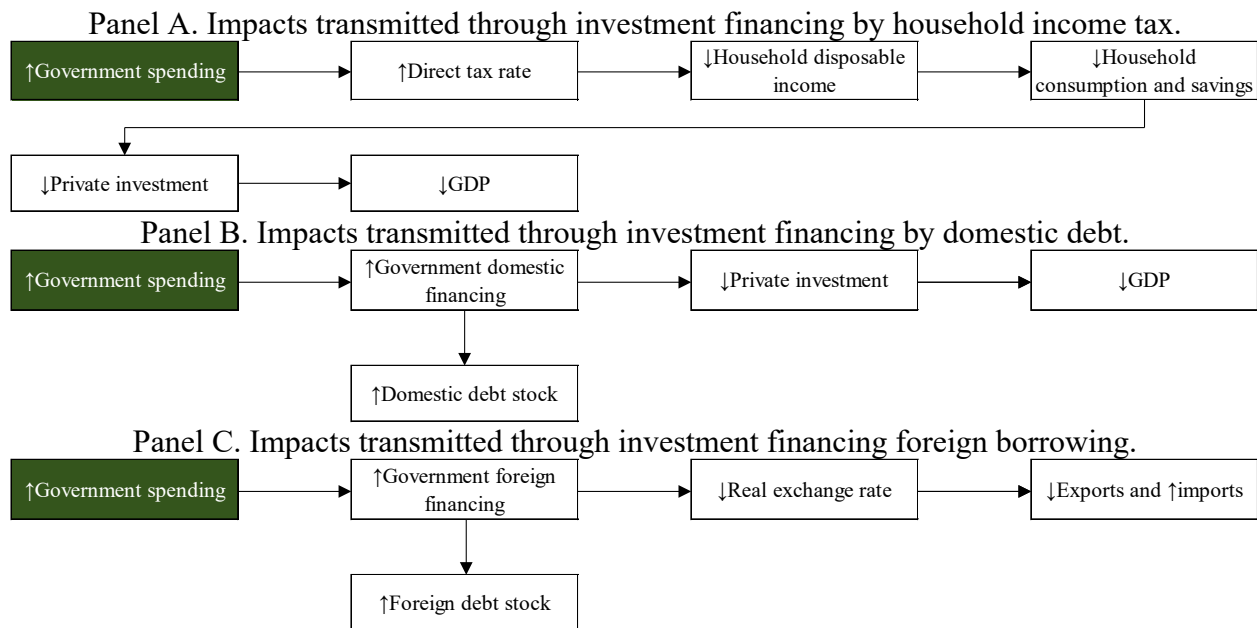 Panel A. Impacts transmitted through investment financing by household income tax.
↑Government spending
↑Direct tax rate
↓Household disposable
income
↓Household
consumption and savings
↓Private investment
↓GDP
Panel B. Impacts transmitted through investment financing by domestic debt.
↑Government spending
↑Government domestic
financing
↓Private investment
↓GDP
↑Domestic debt stock
Panel C. Impacts transmitted through investment financing foreign borrowing.
↑Government spending
↑Government foreign
financing
↓Real exchange rate
↓Exports and ↑imports
↑Foreign debt stock